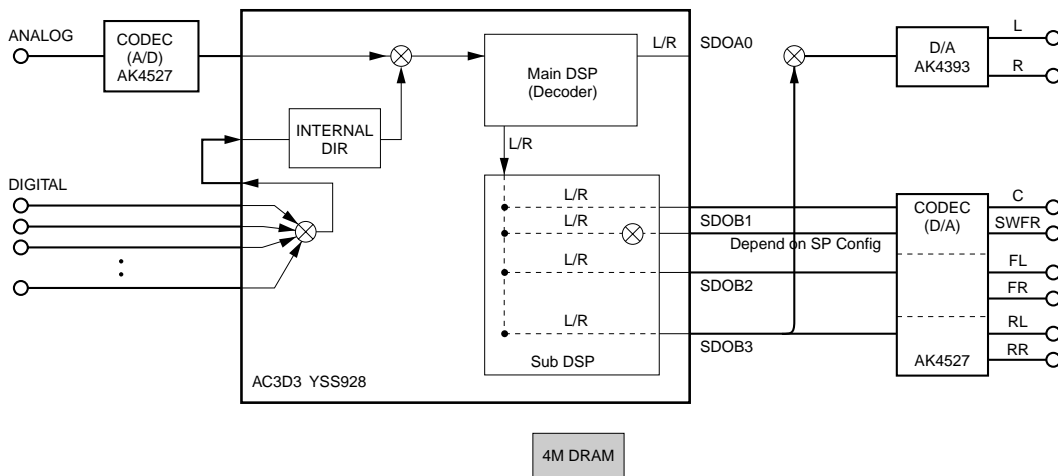 ANALOG
CODEC
(A/D)
AK4527
L/R
SDOA0
Main DSP
(Decoder)
D/A
AK4393
L
R
INTERNAL
DIR
L/R
DIGITAL
L/R
L/R
L/R
L/R
SDOB1
Depend on SP Config
SDOB2
SDOB3
Sub DSP
CODEC
(D/A)
AK4527
C
SWFR
FL
FR
RL
RR
AC3D3 YSS928
4M DRAM